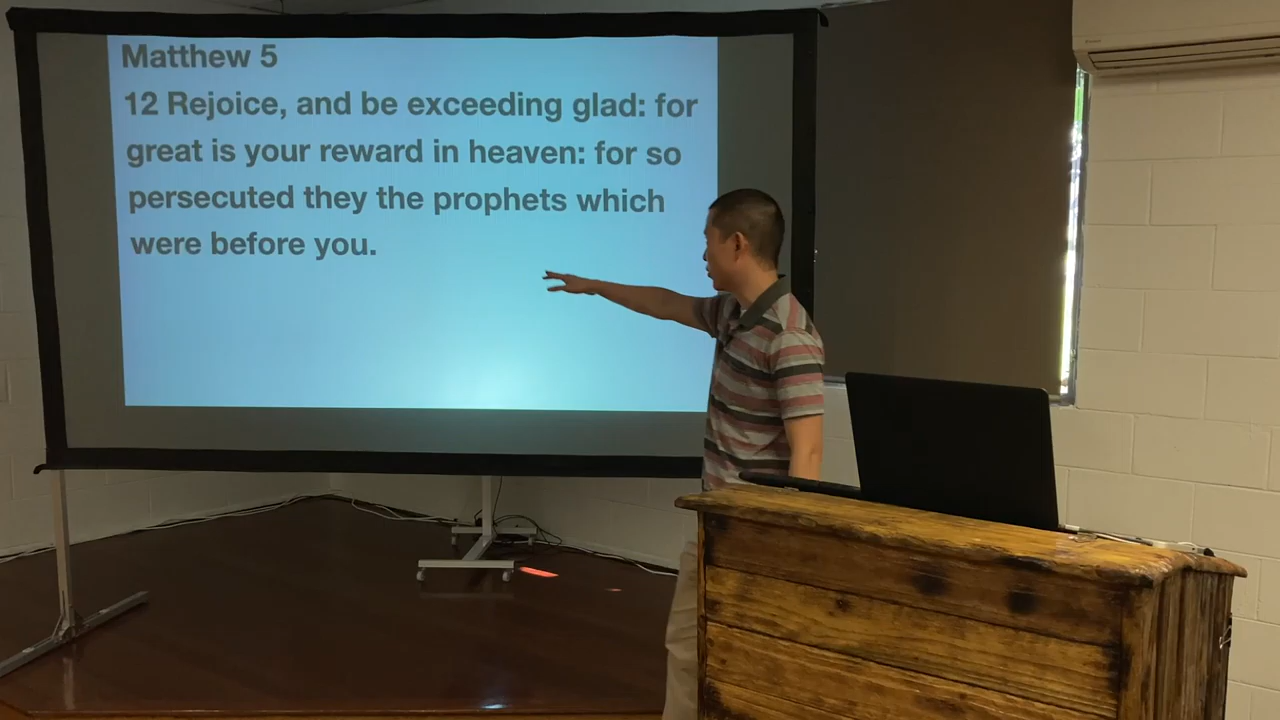 Matthew 5
12 Rejoice, and be exceeding glad: for
great is your reward in heaven: for so
persecuted they the prophets which
were before you.